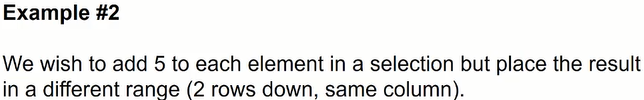 Example #2
We wish to add 5 to each element in a selection but place the result
in a different range (2 rows down, same column).